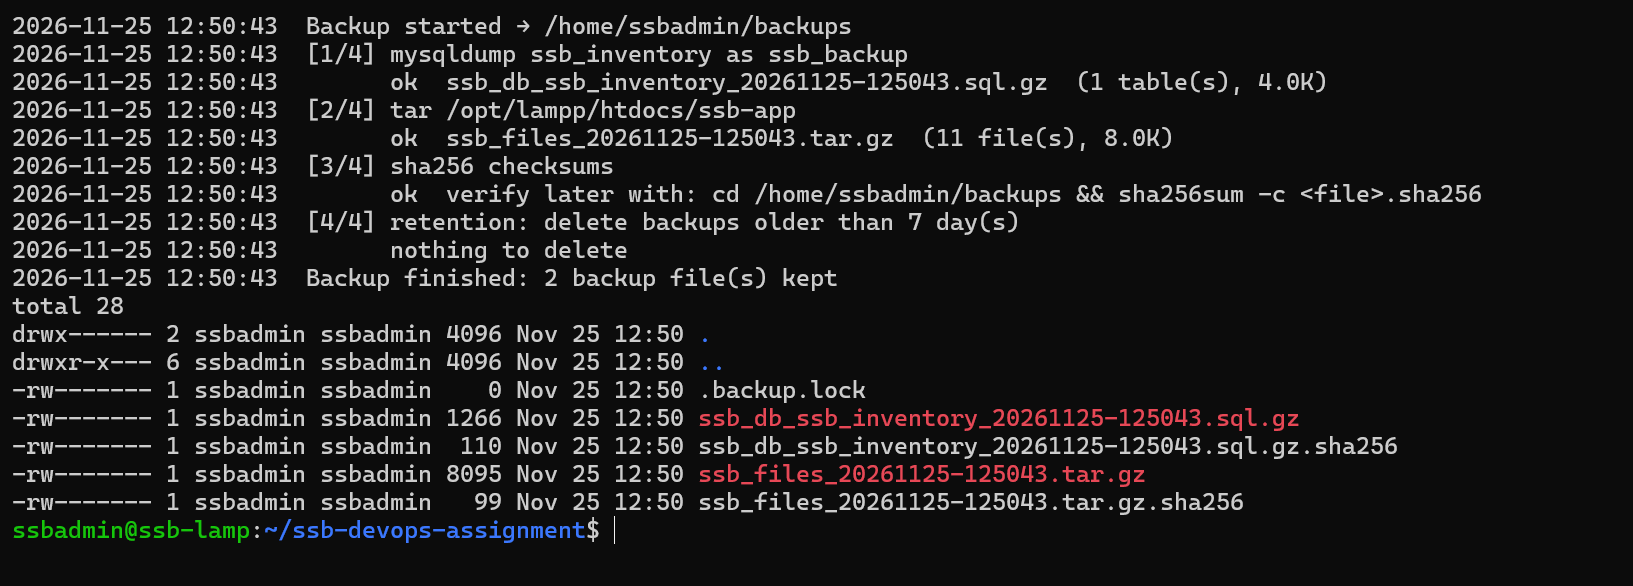 2026-11-25 12:50:43  Backup started → /home/ssbadmin/backups
2026-11-25 12:50:43  [1/4] mysqldump ssb_inventory as ssb_backup
2026-11-25 12:50:43        ok  ssb_db_ssb_inventory_20261125-125043.sql.gz  (1 table(s), 4.0K)
2026-11-25 12:50:43  [2/4] tar /opt/lampp/htdocs/ssb-app
2026-11-25 12:50:43        ok  ssb_files_20261125-125043.tar.gz  (11 file(s), 8.0K)
2026-11-25 12:50:43  [3/4] sha256 checksums
2026-11-25 12:50:43        ok  verify later with: cd /home/ssbadmin/backups && sha256sum -c <file>.sha256
2026-11-25 12:50:43  [4/4] retention: delete backups older than 7 day(s)
2026-11-25 12:50:43        nothing to delete
2026-11-25 12:50:43  Backup finished: 2 backup file(s) kept
total 28
drwx------ 2 ssbadmin ssbadmin 4096 Nov 25 12:50 .
drwxr-x--- 6 ssbadmin ssbadmin 4096 Nov 25 12:50 ..
-rw------- 1 ssbadmin ssbadmin    0 Nov 25 12:50 .backup.lock
-rw------- 1 ssbadmin ssbadmin 1266 Nov 25 12:50 ssb_db_ssb_inventory_20261125-125043.sql.gz
-rw------- 1 ssbadmin ssbadmin  110 Nov 25 12:50 ssb_db_ssb_inventory_20261125-125043.sql.gz.sha256
-rw------- 1 ssbadmin ssbadmin 8095 Nov 25 12:50 ssb_files_20261125-125043.tar.gz
-rw------- 1 ssbadmin ssbadmin   99 Nov 25 12:50 ssb_files_20261125-125043.tar.gz.sha256
ssbadmin@ssb-lamp:~/ssb-devops-assignment$